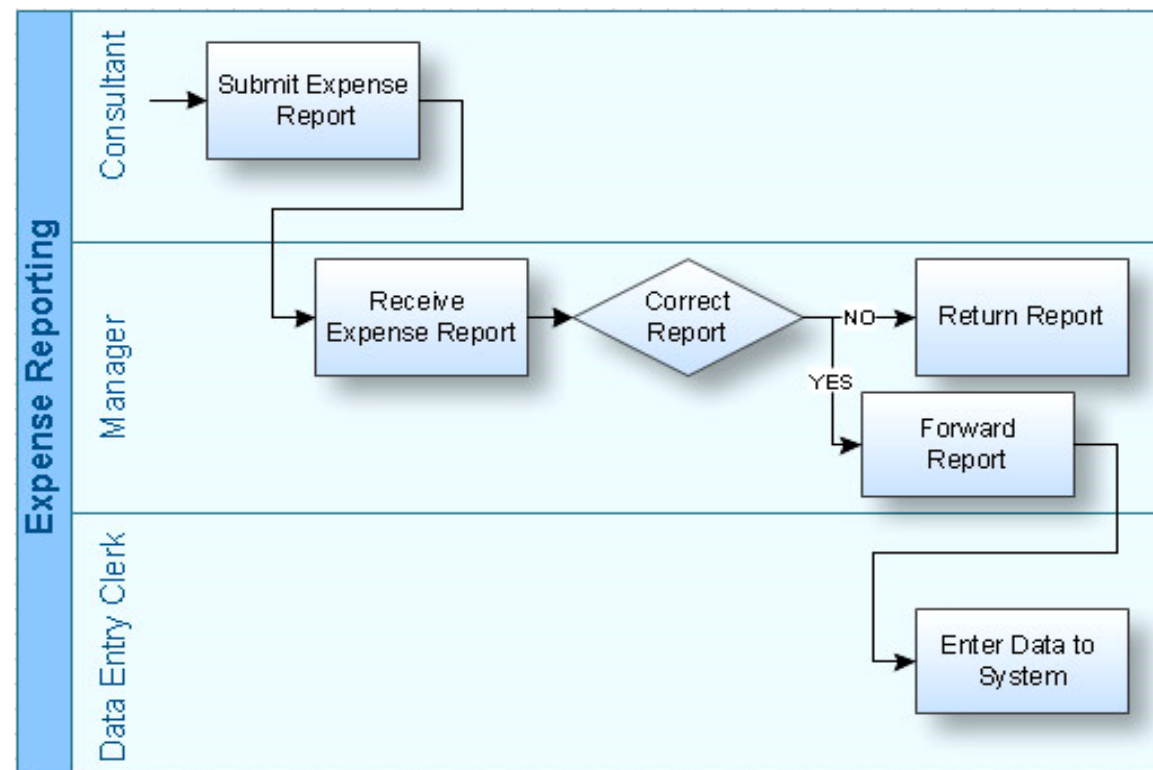 Expense Reporting
Consultant
Submit Expense
Report
Manager
Receive
Expense Report
Correct
Report
NO
Return Report
YES
Forward
Report
Data Entry Clerk
Enter Data to
System